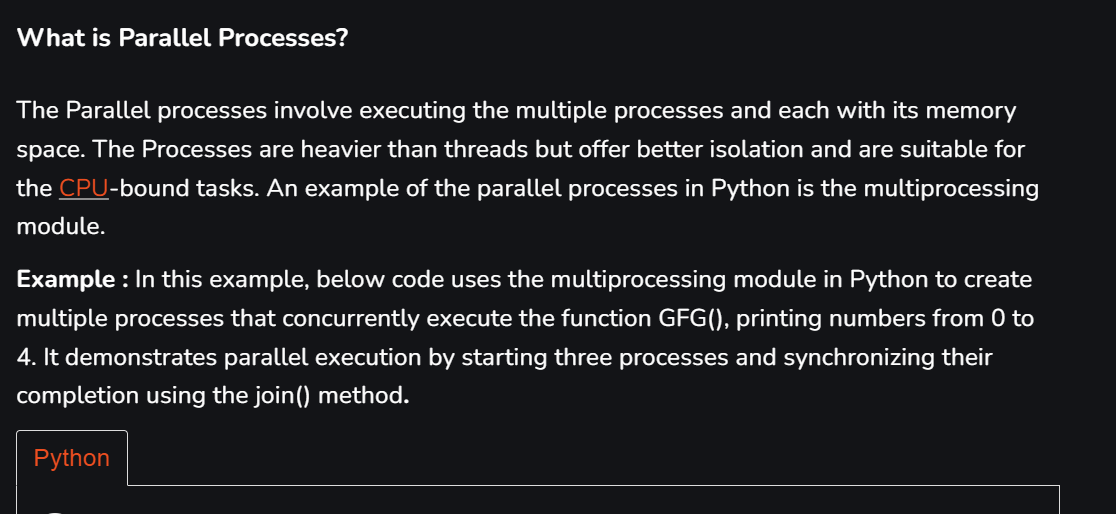 What is Parallel Processes?
The Parallel processes involve executing the multiple processes and each with its memory
space. The Processes are heavier than threads but offer better isolation and are suitable for
the CPU-bound tasks. An example of the parallel processes in Python is the multiprocessing
module.
Example : In this example, below code uses the multiprocessing module in Python to create
multiple processes that concurrently execute the function GFG(), printing numbers from 0 to
4. It demonstrates parallel execution by starting three processes and synchronizing their
completion using the join() method.
Python